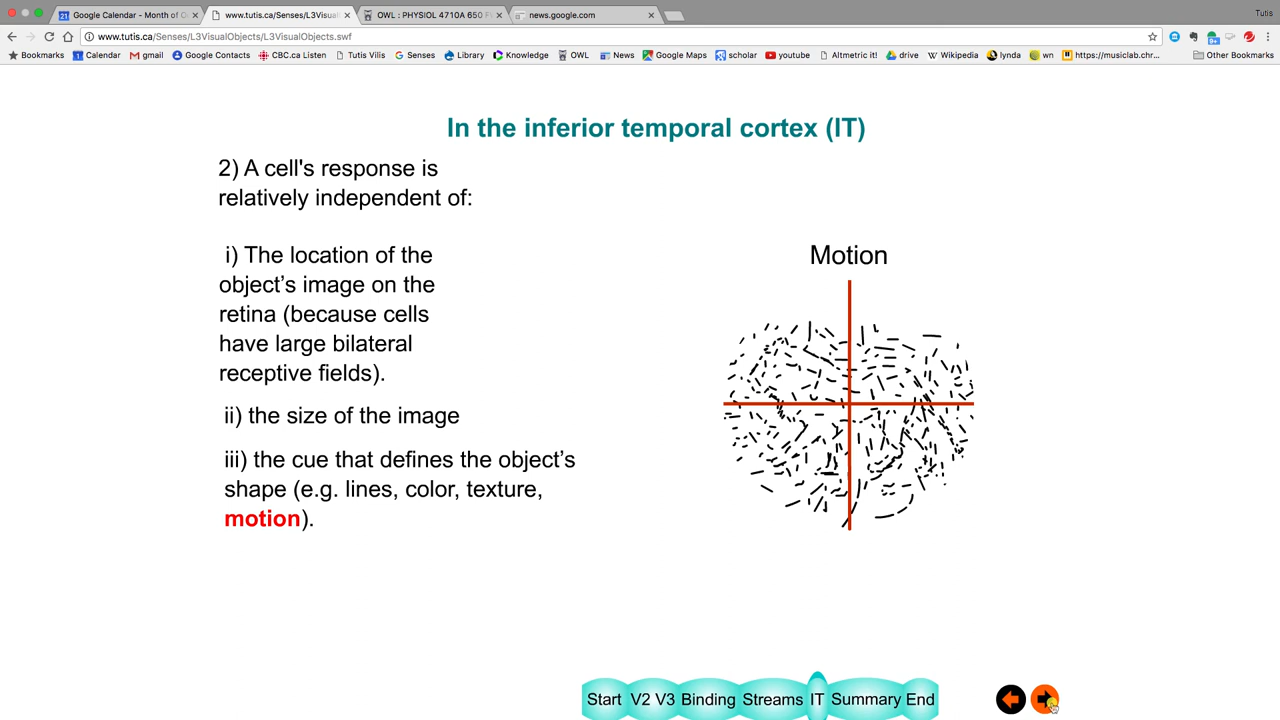 Google Calendar - Month of O
www.tutis.ca/Senses/L3Visual
OWL : PHYSIOL 4710A 650 F
news.google.com
Tutis
www.tutis.ca/Senses/L3VisualObjects/L3VisualObjects.swf
Bookmarks Calendar gmail Google Contacts CBC.ca Listen Tutis Vilis Senses Library Knowledge OWL News Google Maps scholar youtube Altmetric it! drive Wikipedia lynda wn https://musiclab.chr... Other Bookmarks
In the inferior temporal cortex (IT)
2) A cell's response is
relatively independent of:
i) The location of the
object’s image on the
retina (because cells
have large bilateral
receptive fields).
ii) the size of the image
iii) the cue that defines the object’s
shape (e.g. lines, color, texture,
motion).
Motion
Start V2 V3 Binding Streams IT Summary End